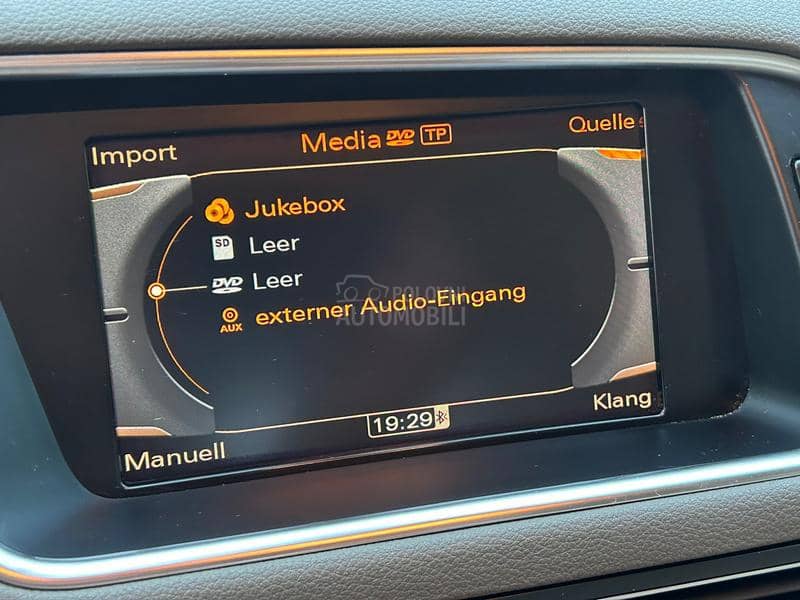 Import
Media DVD TP
Quelle
Jukebox
SD Leer
DVD Leer
AUX externer Audio-Eingang
POLOVNI
AUTOMOBILI
19:29
Klang
Manuell